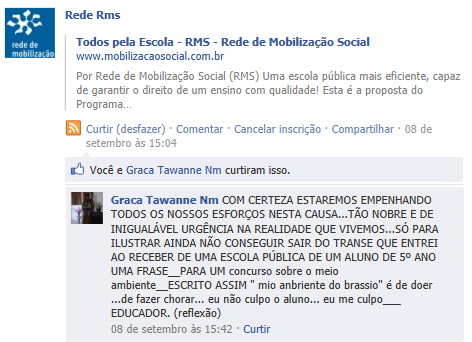 rede de
mobilização
Rede Rms
Todos pela Escola - RMS - Rede de Mobilização Social
www.mobilizacaosocial.com.br
Por Rede de Mobilização Social (RMS) Uma escola pública mais eficiente, capaz
de garantir o direito de um ensino com qualidade! Esta é a proposta do
Programa...
Curtir (desfazer) · Comentar · Cancelar inscrição · Compartilhar · 08 de
setembro às 15:04
Você e Graca Tawanne Nm curtiram isso.
Graca Tawanne Nm COM CERTEZA ESTAREMOS EMPENHANDO
TODOS OS NOSSOS ESFORÇOS NESTA CAUSA...TÃO NOBRE E DE
INIGUALÁVEL URGÊNCIA NA REALIDADE QUE VIVEMOS...SÓ PARA
ILUSTRAR AINDA NÃO CONSEGUIR SAIR DO TRANSE QUE ENTREI
AO RECEBER DE UMA ESCOLA PÚBLICA DE UM ALUNO DE 5º ANO
UMA FRASE__PARA UM concurso sobre o meio
ambiente__ESCRITO ASSIM " mio anbriente do brassio" é de doer
...de fazer chorar... eu não culpo o aluno... eu me culpo___
EDUCADOR. (reflexão)
08 de setembro às 15:42 · Curtir